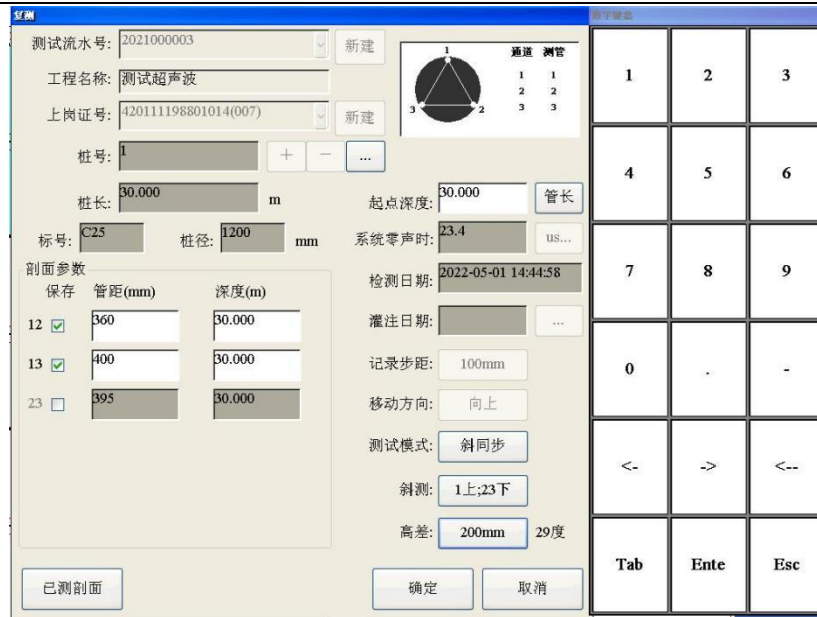 复测
测试流水号: 2021000003 新建
工程名称: 测试超声波
上岗证号: 420111198801014(007) 新建
桩号: 1 + - ...
桩长: 30.000 m
标号: C25 桩径: 1200 mm
剖面参数
保存 管距(mm) 深度(m)
12 360 30.000
13 400 30.000
23 395 30.000
已测剖面
1 通道 测管
1 1
2 2
3 2 3 3
起点深度: 30.000 管长
系统零声时: 23.4 us...
检测日期: 2022-05-01 14:44:58
灌注日期: ...
记录步距: 100mm
移动方向: 向上
测试模式: 斜同步
斜测: 1上;23下
高差: 200mm 29度
确定 取消
数字键盘
1 2 3
4 5 6
7 8 9
0 . -
<- -> <--
Tab Ente Esc